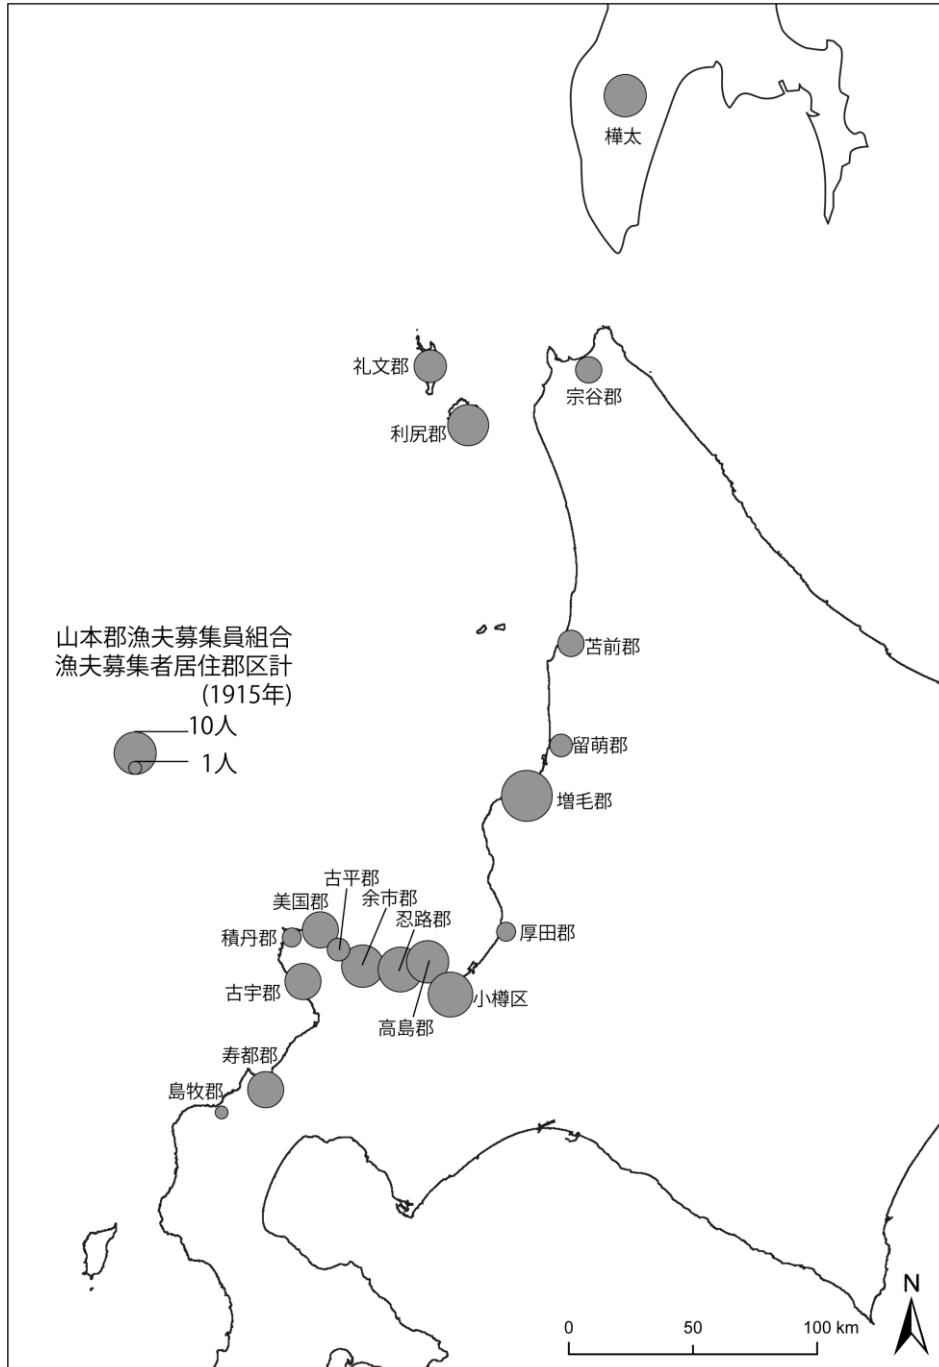 樺太
礼文郡
宗谷郡
利尻郡
山本郡漁夫募集員組合
漁夫募集者居住郡区計
(1915年)
10人
1人
苫前郡
留萌郡
増毛郡
古平郡
美国郡
余市郡
忍路郡
積丹郡
厚田郡
古宇郡
小樽区
高島郡
寿都郡
島牧郡
N
0 50 100 km